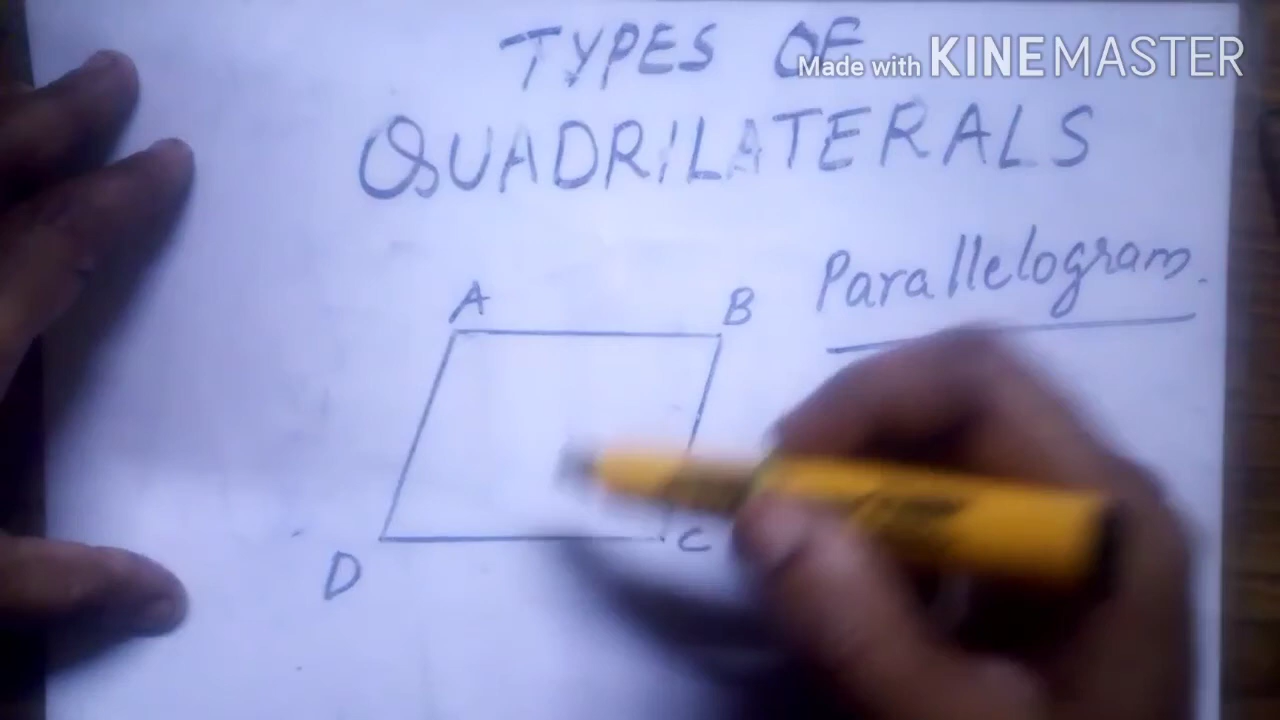 TYPES OF
Made with KINEMASTER
QUADRILATERALS
Parallelogram.
A
B
D
C